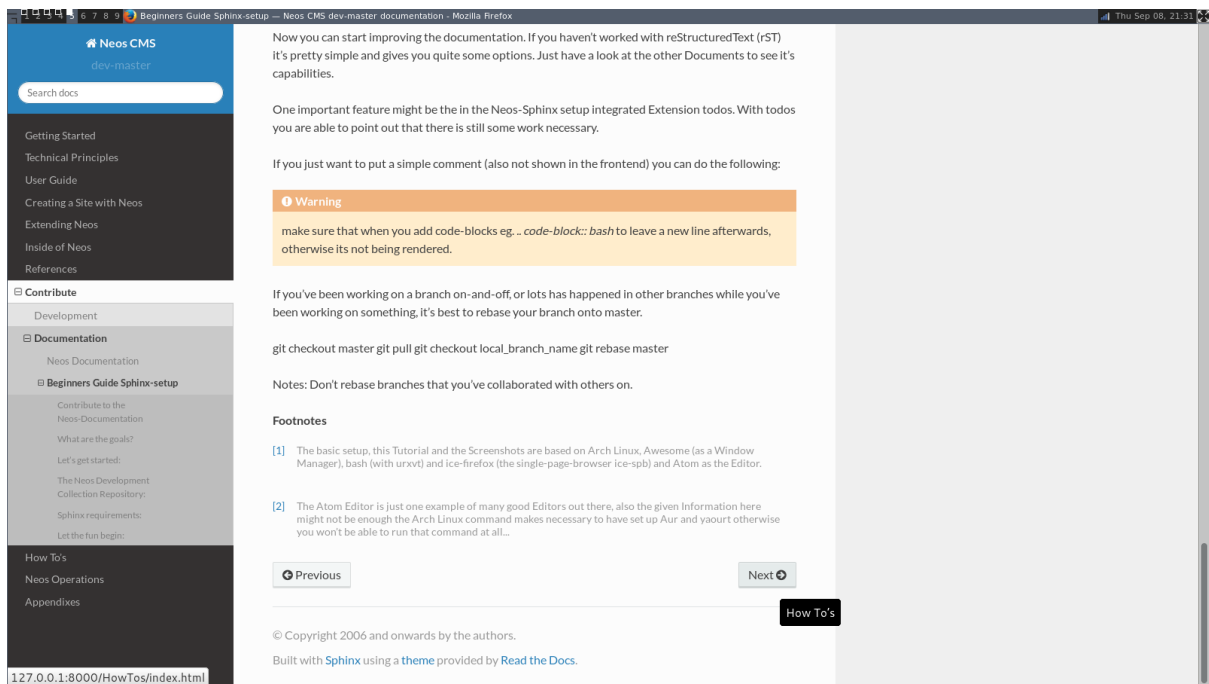 1 2 3 4 5 6 7 8 9 Beginners Guide Sphinx-setup — Neos CMS dev-master documentation - Mozilla Firefox
Thu Sep 08, 21:31
Neos CMS
dev-master
Search docs
Getting Started
Technical Principles
User Guide
Creating a Site with Neos
Extending Neos
Inside of Neos
References
Contribute
Development
Documentation
Neos Documentation
Beginners Guide Sphinx-setup
Contribute to the
Neos-Documentation
What are the goals?
Let's get started:
The Neos Development
Collection Repository:
Sphinx requirements:
Let the fun begin:
How To's
Neos Operations
Appendixes
127.0.0.1:8000/HowTos/index.html
Now you can start improving the documentation. If you haven't worked with reStructuredText (rST)
it's pretty simple and gives you quite some options. Just have a look at the other Documents to see it's
capabilities.
One important feature might be the in the Neos-Sphinx setup integrated Extension todos. With todos
you are able to point out that there is still some work necessary.
If you just want to put a simple comment (also not shown in the frontend) you can do the following:
Warning
make sure that when you add code-blocks eg. .. code-block:: bash to leave a new line afterwards,
otherwise its not being rendered.
If you've been working on a branch on-and-off, or lots has happened in other branches while you've
been working on something, it's best to rebase your branch onto master.
git checkout master git pull git checkout local_branch_name git rebase master
Notes: Don't rebase branches that you've collaborated with others on.
Footnotes
[1] The basic setup, this Tutorial and the Screenshots are based on Arch Linux, Awesome (as a Window
Manager), bash (with urxvt) and ice-firefox (the single-page-browser ice-spb) and Atom as the Editor.
[2] The Atom Editor is just one example of many good Editors out there, also the given Information here
might not be enough the Arch Linux command makes necessary to have set up Aur and yaourt otherwise
you won't be able to run that command at all...
Previous
Next
How To's
© Copyright 2006 and onwards by the authors.
Built with Sphinx using a theme provided by Read the Docs.